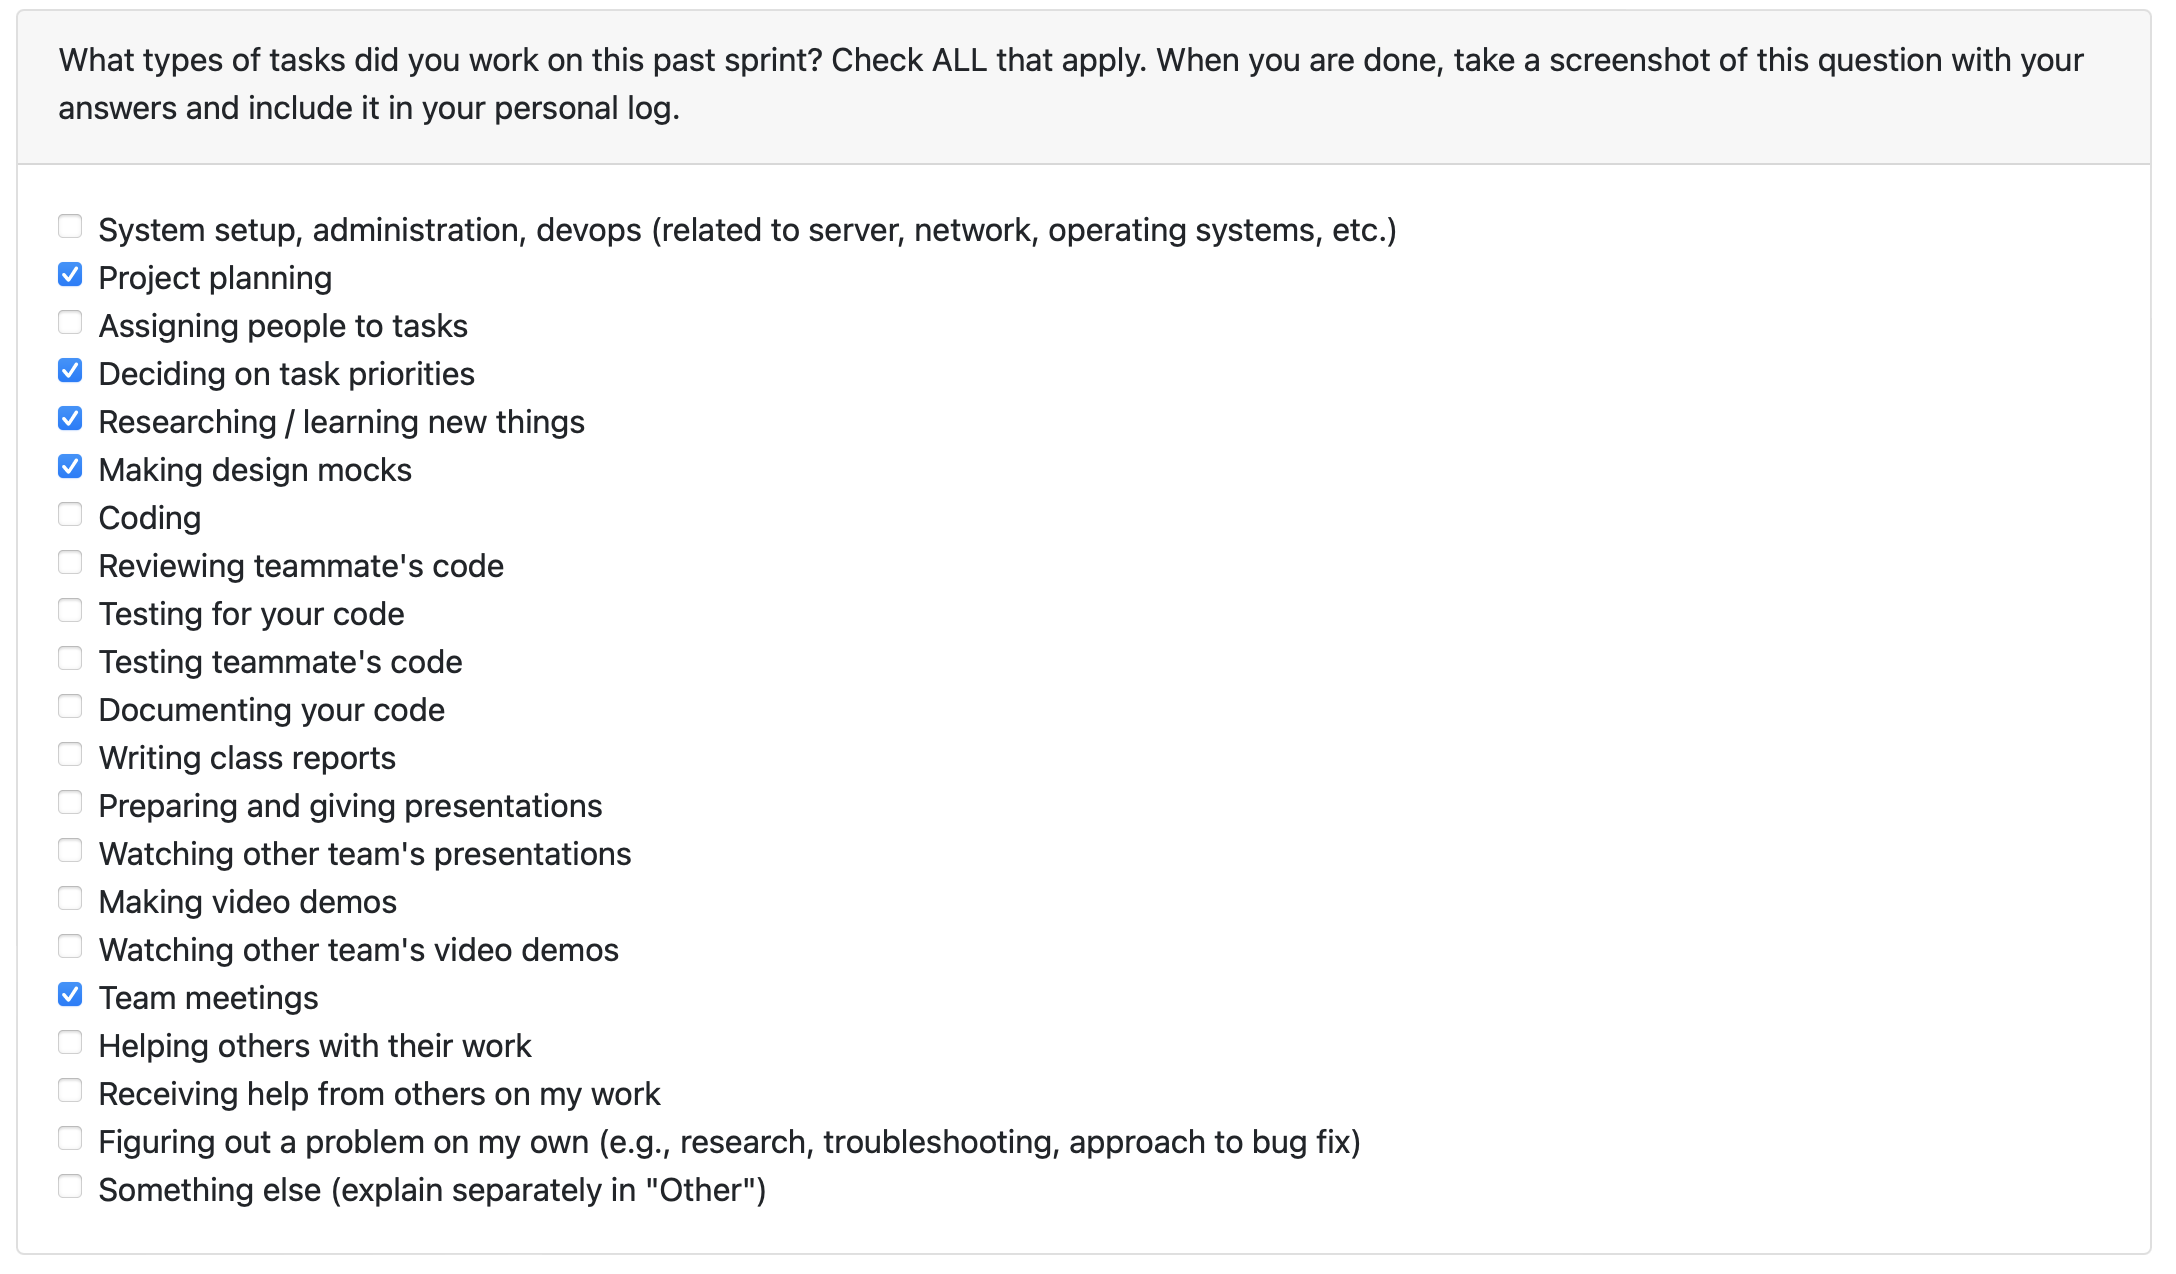 What types of tasks did you work on this past sprint? Check ALL that apply. When you are done, take a screenshot of this question with your
answers and include it in your personal log.
System setup, administration, devops (related to server, network, operating systems, etc.)
Project planning
Assigning people to tasks
Deciding on task priorities
Researching / learning new things
Making design mocks
Coding
Reviewing teammate's code
Testing for your code
Testing teammate's code
Documenting your code
Writing class reports
Preparing and giving presentations
Watching other team's presentations
Making video demos
Watching other team's video demos
Team meetings
Helping others with their work
Receiving help from others on my work
Figuring out a problem on my own (e.g., research, troubleshooting, approach to bug fix)
Something else (explain separately in "Other")